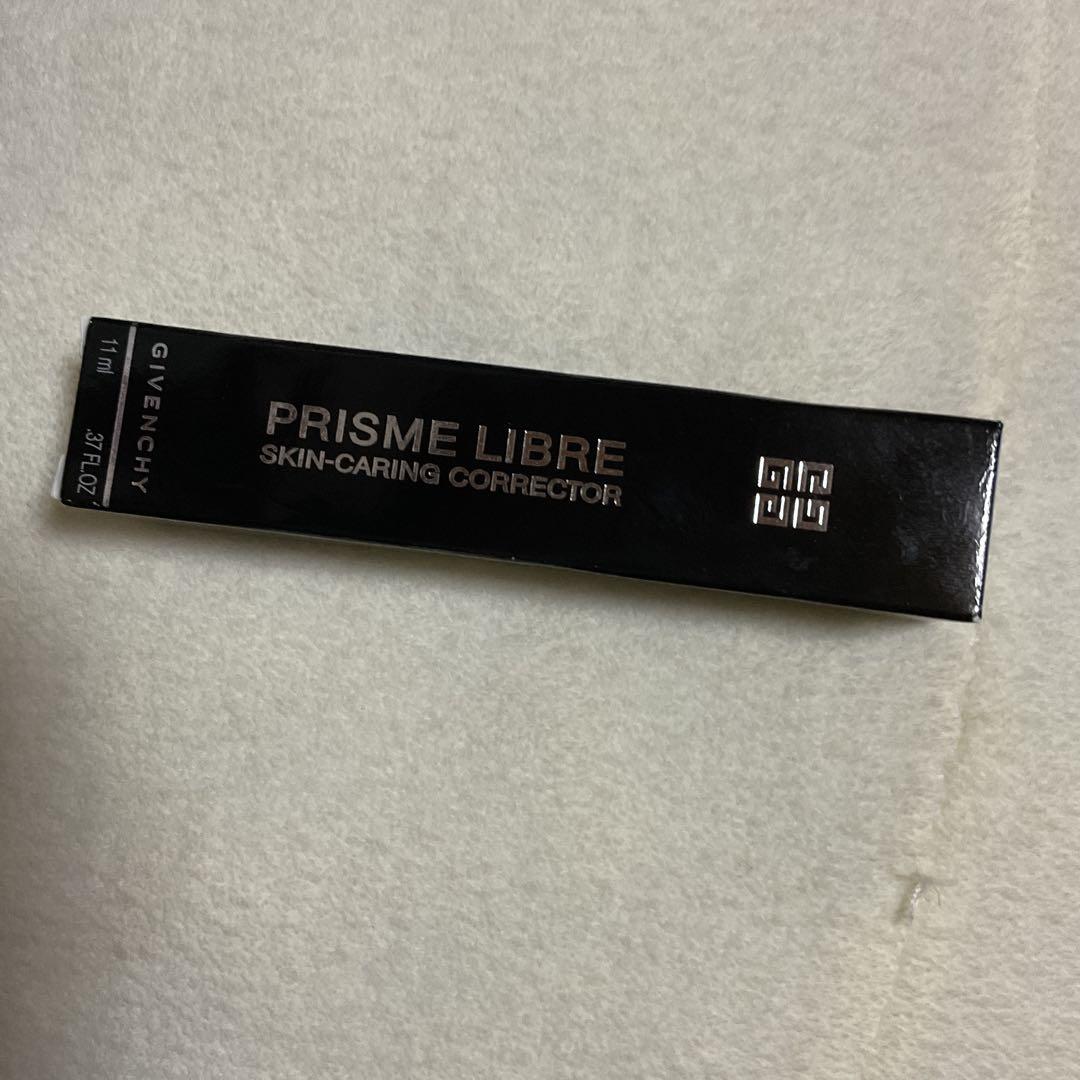 PRISME LIBRE
SKIN-CARING CORRECTOR
GIVENCHY
11 ml .37 FL.OZ